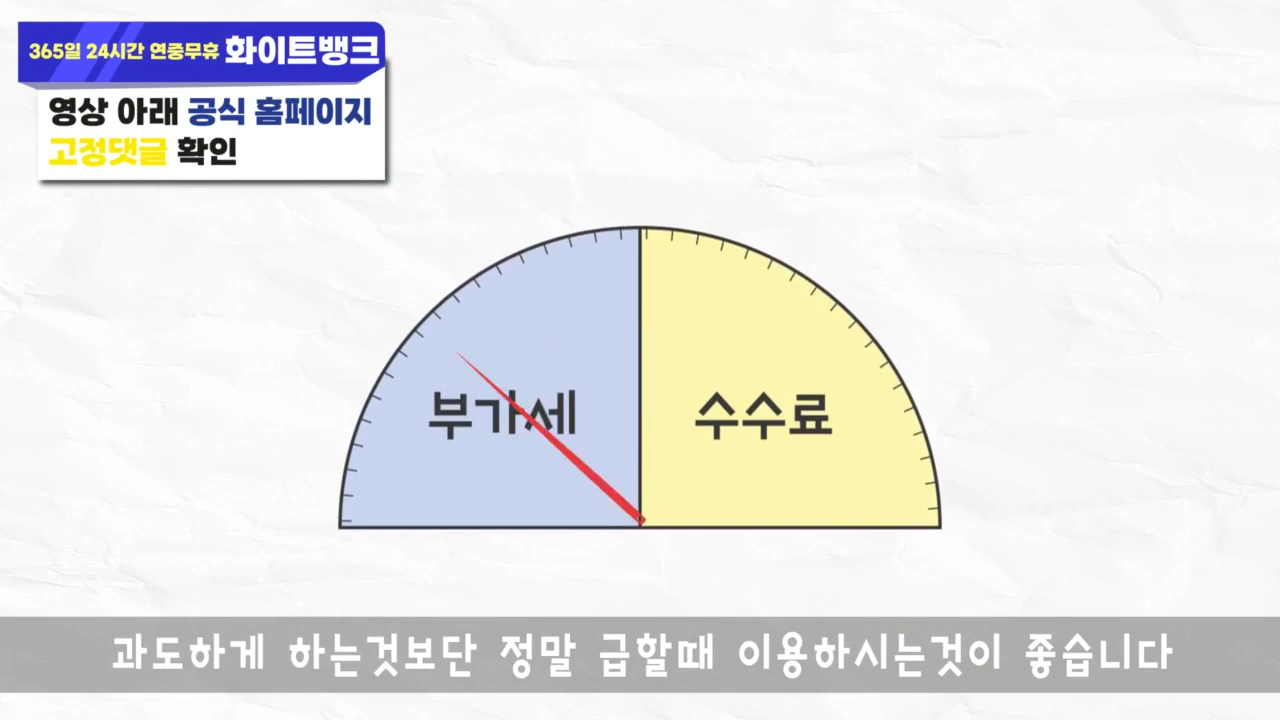 365일 24시간 연중무휴 화이트뱅크
영상 아래 공식 홈페이지
고정댓글 확인
부가세
수수료
과도하게 하는것보단 정말 급할때 이용하시는것이 좋습니다